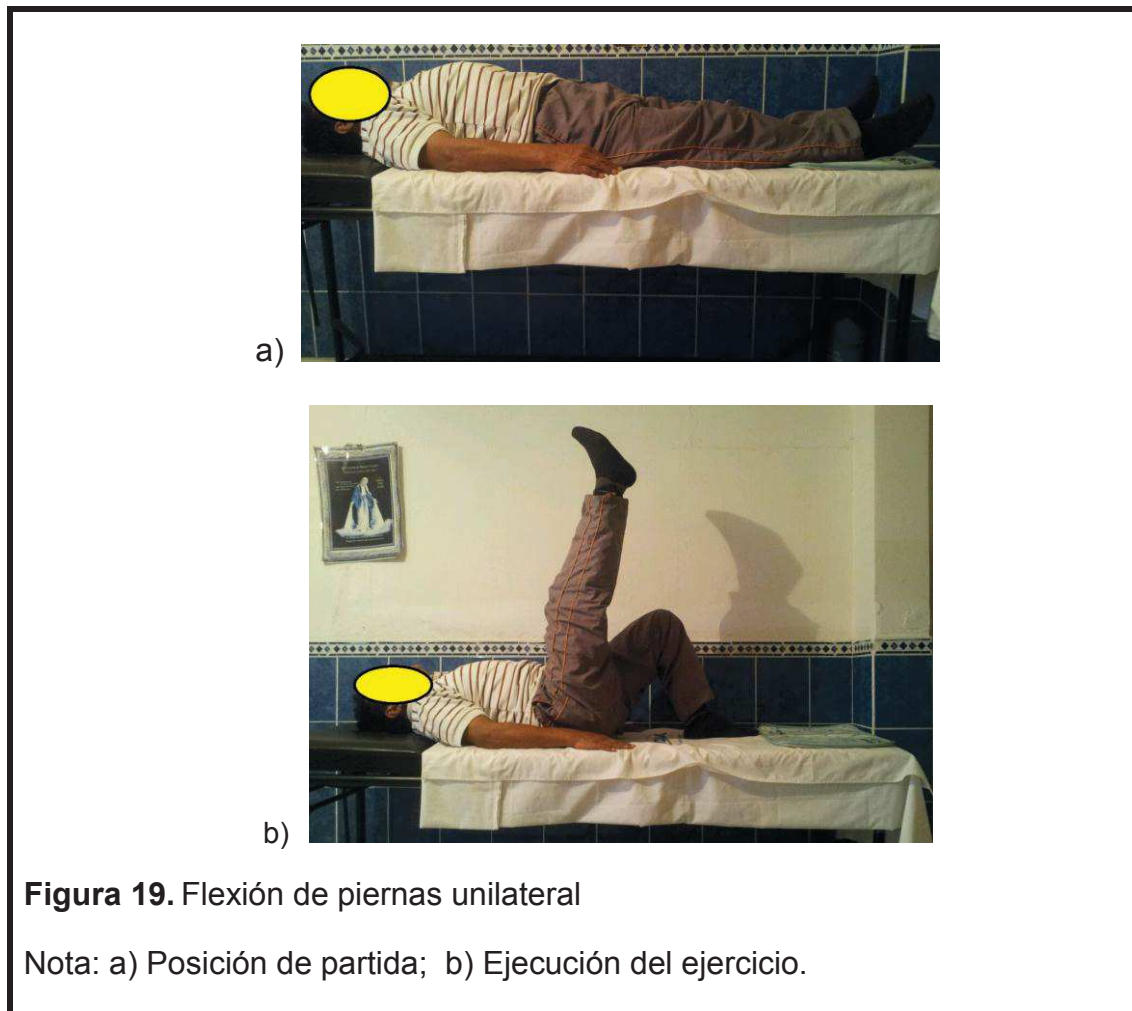 a)
b)
Figura 19. Flexión de piernas unilateral
Nota: a) Posición de partida;  b) Ejecución del ejercicio.